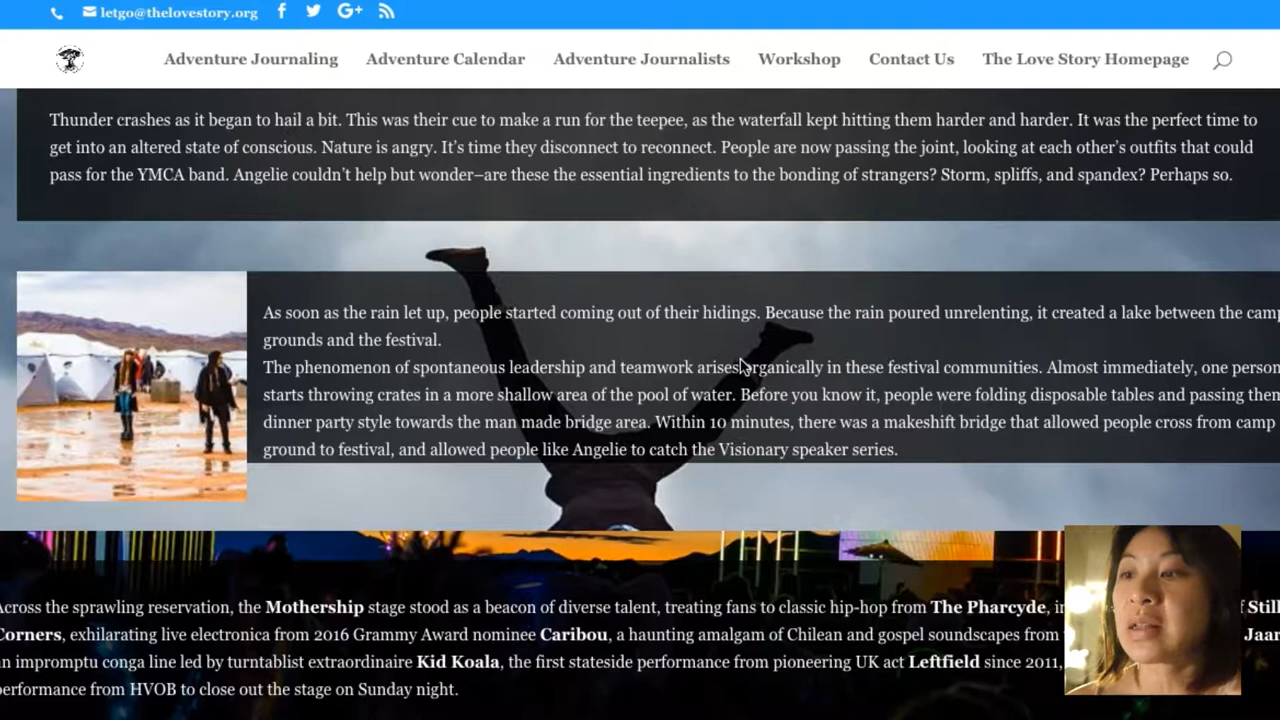 letgo@thelovestory.org
Adventure Journaling Adventure Calendar Adventure Journalists Workshop Contact Us The Love Story Homepage
Thunder crashes as it began to hail a bit. This was their cue to make a run for the teepee, as the waterfall kept hitting them harder and harder. It was the perfect time to
get into an altered state of conscious. Nature is angry. It's time they disconnect to reconnect. People are now passing the joint, looking at each other's outfits that could
pass for the YMCA band. Angelie couldn't help but wonder–are these the essential ingredients to the bonding of strangers? Storm, spliffs, and spandex? Perhaps so.
As soon as the rain let up, people started coming out of their hidings. Because the rain poured unrelenting, it created a lake between the camp
grounds and the festival.
The phenomenon of spontaneous leadership and teamwork arises organically in these festival communities. Almost immediately, one person
starts throwing crates in a more shallow area of the pool of water. Before you know it, people were folding disposable tables and passing them
dinner party style towards the man made bridge area. Within 10 minutes, there was a makeshift bridge that allowed people cross from camp
ground to festival, and allowed people like Angelie to catch the Visionary speaker series.
Across the sprawling reservation, the Mothership stage stood as a beacon of diverse talent, treating fans to classic hip-hop from The Pharcyde, of Still
Corners, exhilarating live electronica from 2016 Grammy Award nominee Caribou, a haunting amalgam of Chilean and gospel soundscapes from Jaar
an impromptu conga line led by turntablist extraordinaire Kid Koala, the first stateside performance from pioneering UK act Leftfield since 2011,
performance from HVOB to close out the stage on Sunday night.